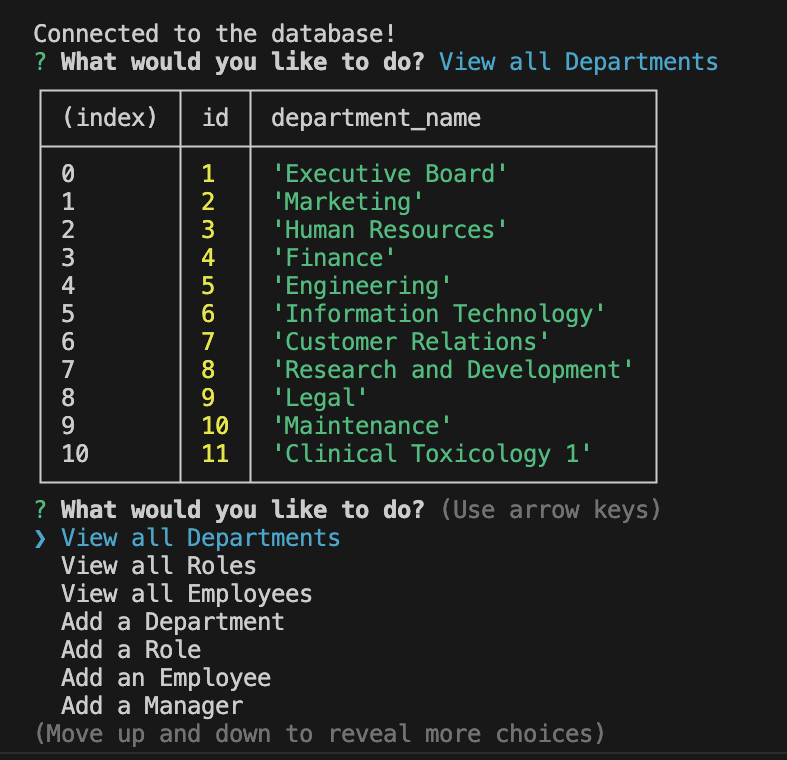 Connected to the database!
? What would you like to do? View all Departments
(index) id department_name
0 1 'Executive Board'
1 2 'Marketing'
2 3 'Human Resources'
3 4 'Finance'
4 5 'Engineering'
5 6 'Information Technology'
6 7 'Customer Relations'
7 8 'Research and Development'
8 9 'Legal'
9 10 'Maintenance'
10 11 'Clinical Toxicology 1'
? What would you like to do? (Use arrow keys)
❯ View all Departments
View all Roles
View all Employees
Add a Department
Add a Role
Add an Employee
Add a Manager
(Move up and down to reveal more choices)